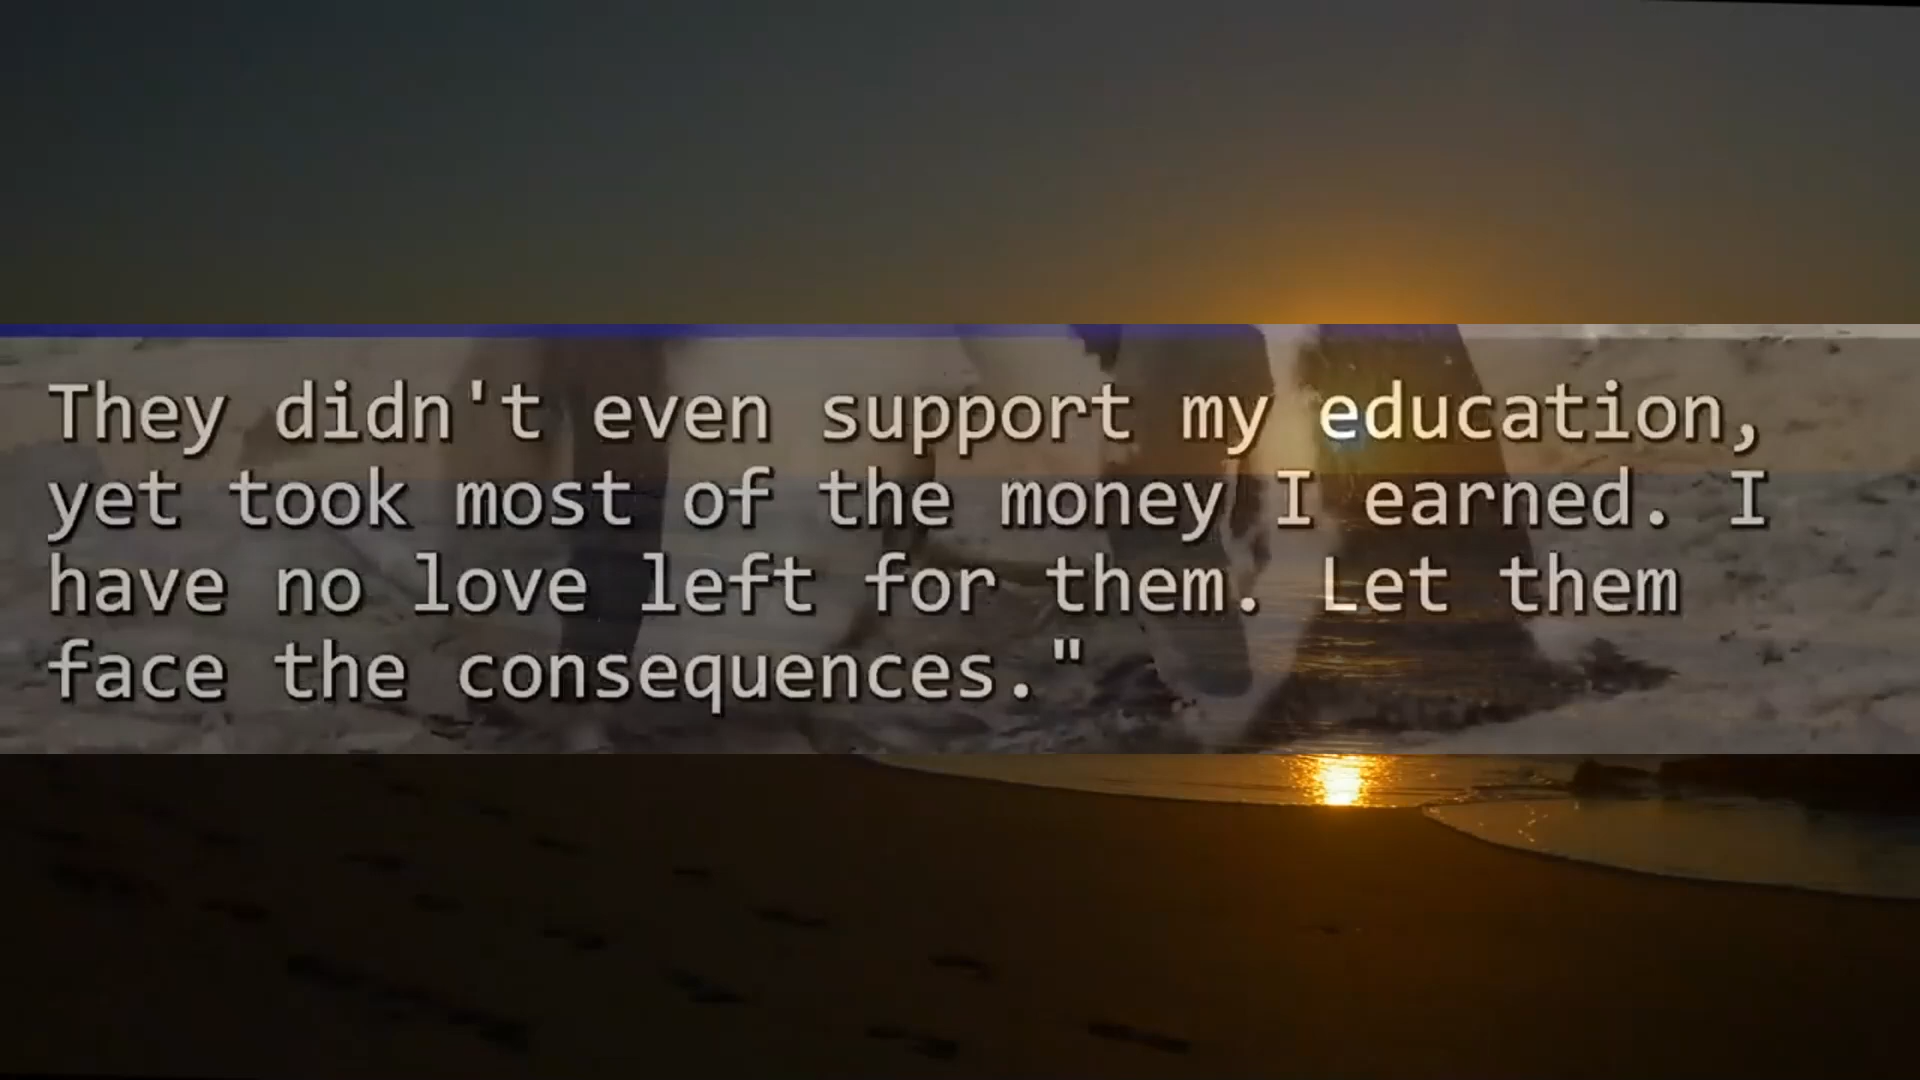 They didn't even support my education,
yet took most of the money I earned. I
have no love left for them. Let them
face the consequences."